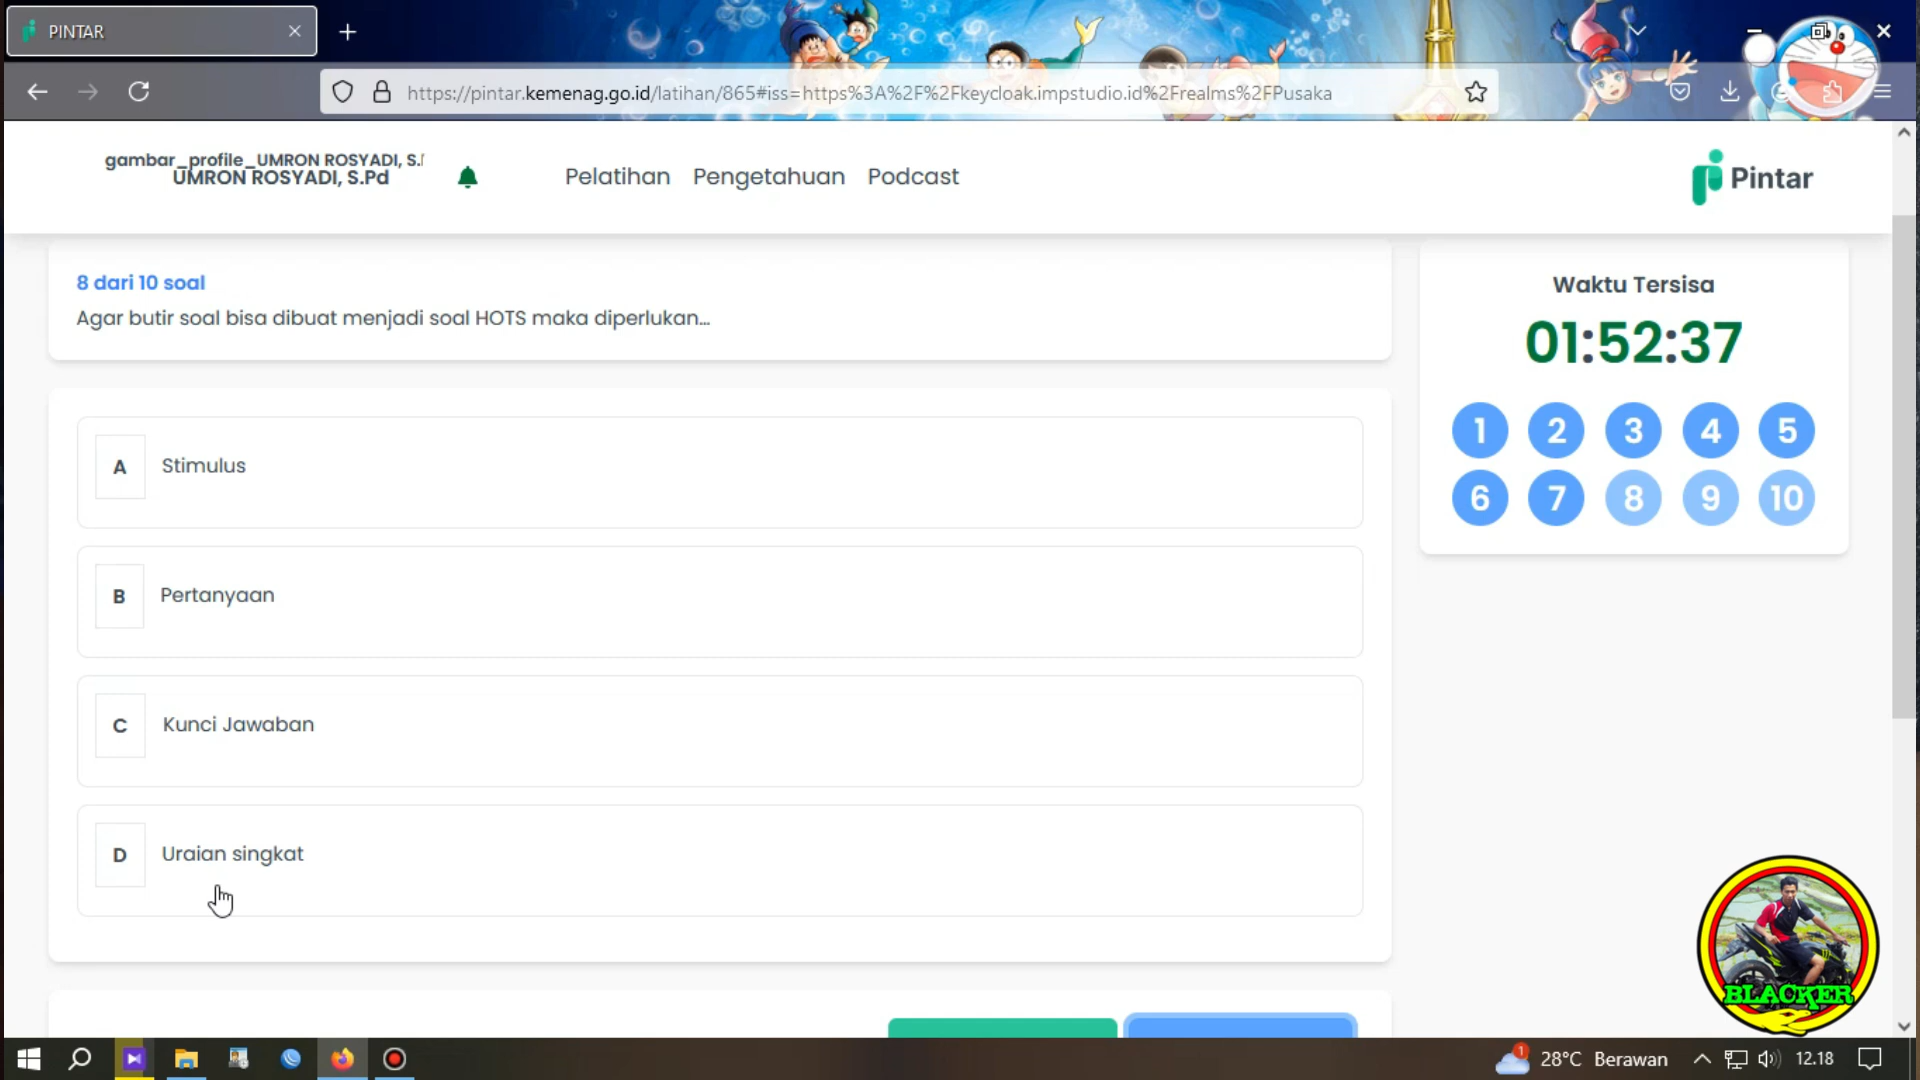 PINTAR
https://pintar.kemenag.go.id/latihan/865#iss=https%3A%2F%2Fkeycloak.impstudio.id%2Frealms%2FPusaka
gambar_profile_UMRON ROSYADI, S.
UMRON ROSYADI, S.Pd
Pelatihan Pengetahuan Podcast
Pintar
8 dari 10 soal
Agar butir soal bisa dibuat menjadi soal HOTS maka diperlukan...
A Stimulus
B Pertanyaan
C Kunci Jawaban
D Uraian singkat
Waktu Tersisa
01:52:37
1 2 3 4 5
6 7 8 9 10
BLACKER
1
28°C Berawan
12.18